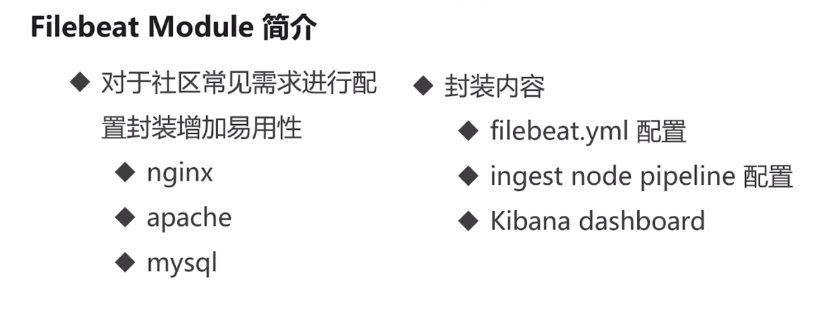 Filebeat Module 简介
◆ 对于社区常见需求进行配
置封装增加易用性
◆ nginx
◆ apache
◆ mysql
◆ 封装内容
◆ filebeat.yml 配置
◆ ingest node pipeline 配置
◆ Kibana dashboard